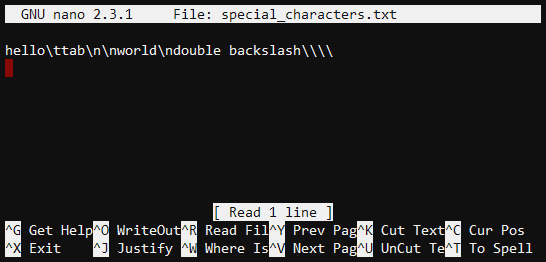 GNU nano 2.3.1 File: special_characters.txt
hello\ttab\n\nworld\ndouble backslash\\\\
[ Read 1 line ]
^G Get Help^O WriteOut^R Read Fil^Y Prev Pag^K Cut Text^C Cur Pos
^X Exit ^J Justify ^W Where Is^V Next Pag^U UnCut Te^T To Spell